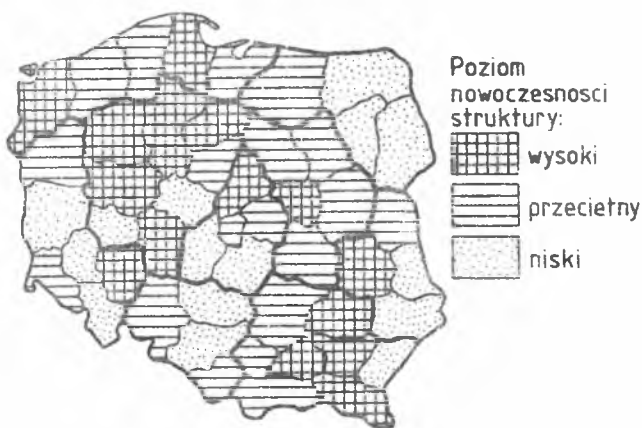 Poziom
nowoczesnosci
struktury:
wysoki
przecietny
niski